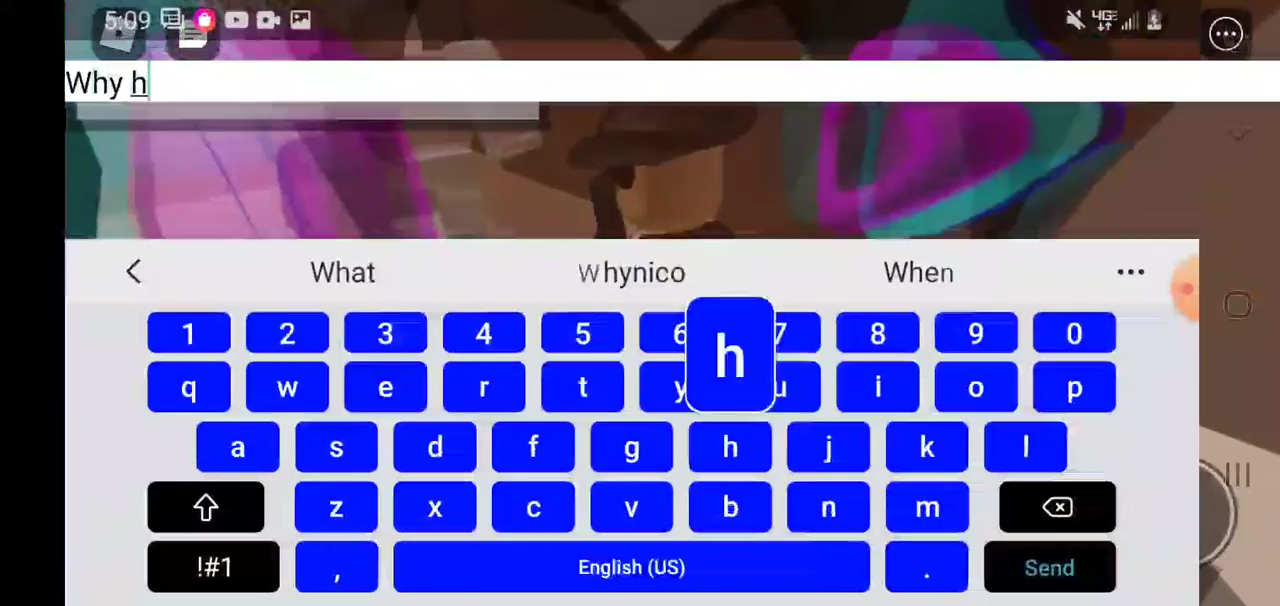 5:09 4GE
Why h
What Whynico When
1 2 3 4 5 6 7 8 9 0
q w e r t y u i o p
h
a s d f g h j k l
z x c v b n m
!#1 , English (US) . Send